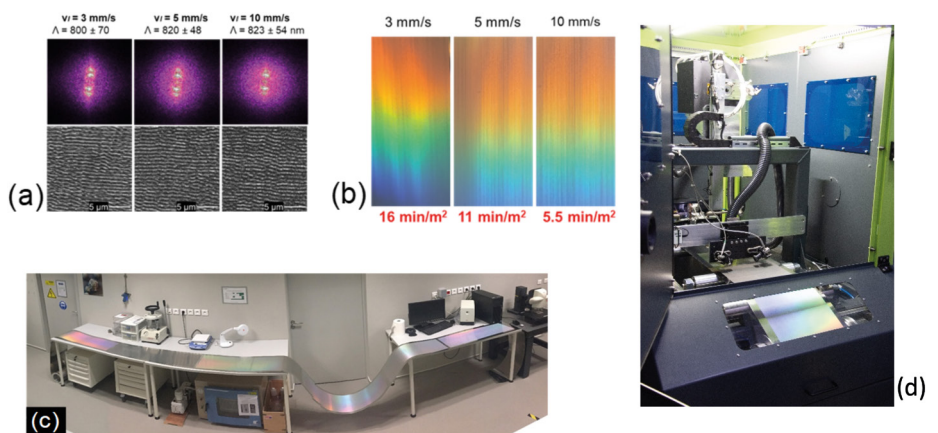 vl = 3 mm/s vl = 5 mm/s vl = 10 mm/s
Λ = 800 ± 70 Λ = 820 ± 48 Λ = 823 ± 54 nm
5 µm 5 µm 5 µm
(a)
3 mm/s 5 mm/s 10 mm/s
(b)
16 min/m² 11 min/m² 5.5 min/m²
(c)
(d)